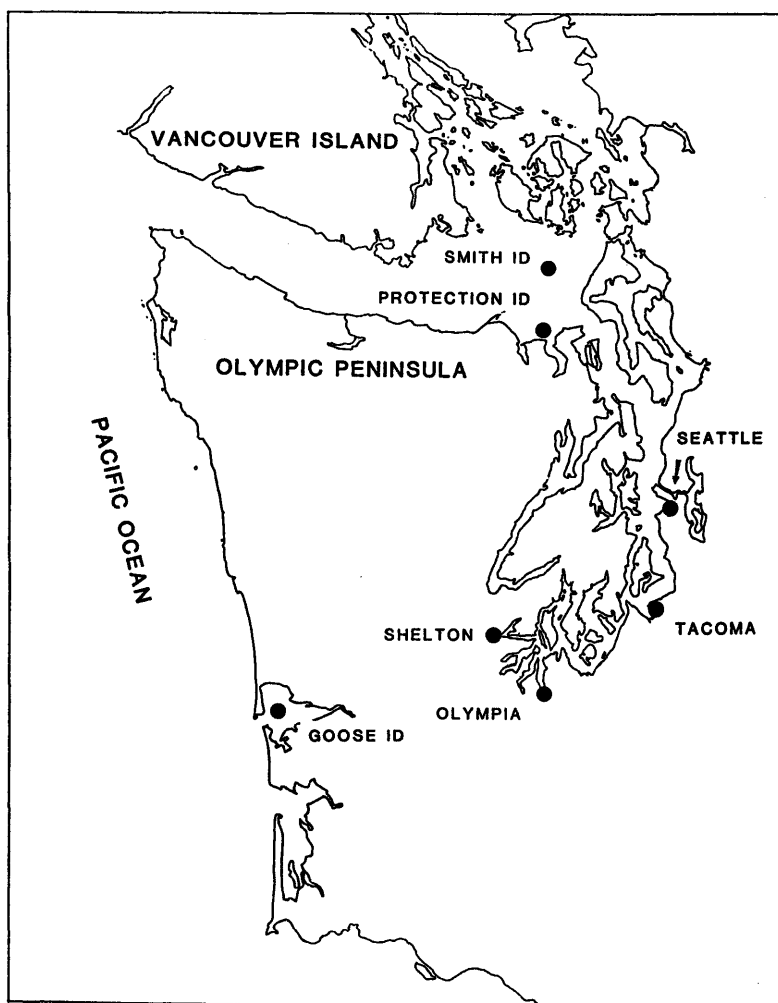 VANCOUVER ISLAND
SMITH ID
PROTECTION ID
OLYMPIC PENINSULA
PACIFIC OCEAN
SEATTLE
SHELTON
TACOMA
OLYMPIA
GOOSE ID